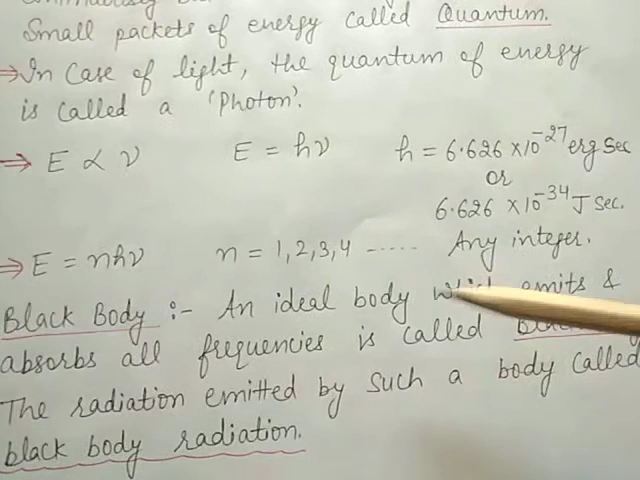 Small packets of energy called Quantum.
⇒ In Case of light, the quantum of energy
is called a 'Photon'.
⇒ E ∝ ν E = hν h = 6.626 × 10⁻²⁷ erg Sec
or
6.626 × 10⁻³⁴ J Sec.
⇒ E = nhν n = 1, 2, 3, 4 ..... Any integer.
Black Body :- An ideal body emits &
absorbs all frequencies is called
The radiation emitted by such a body called
black body radiation.